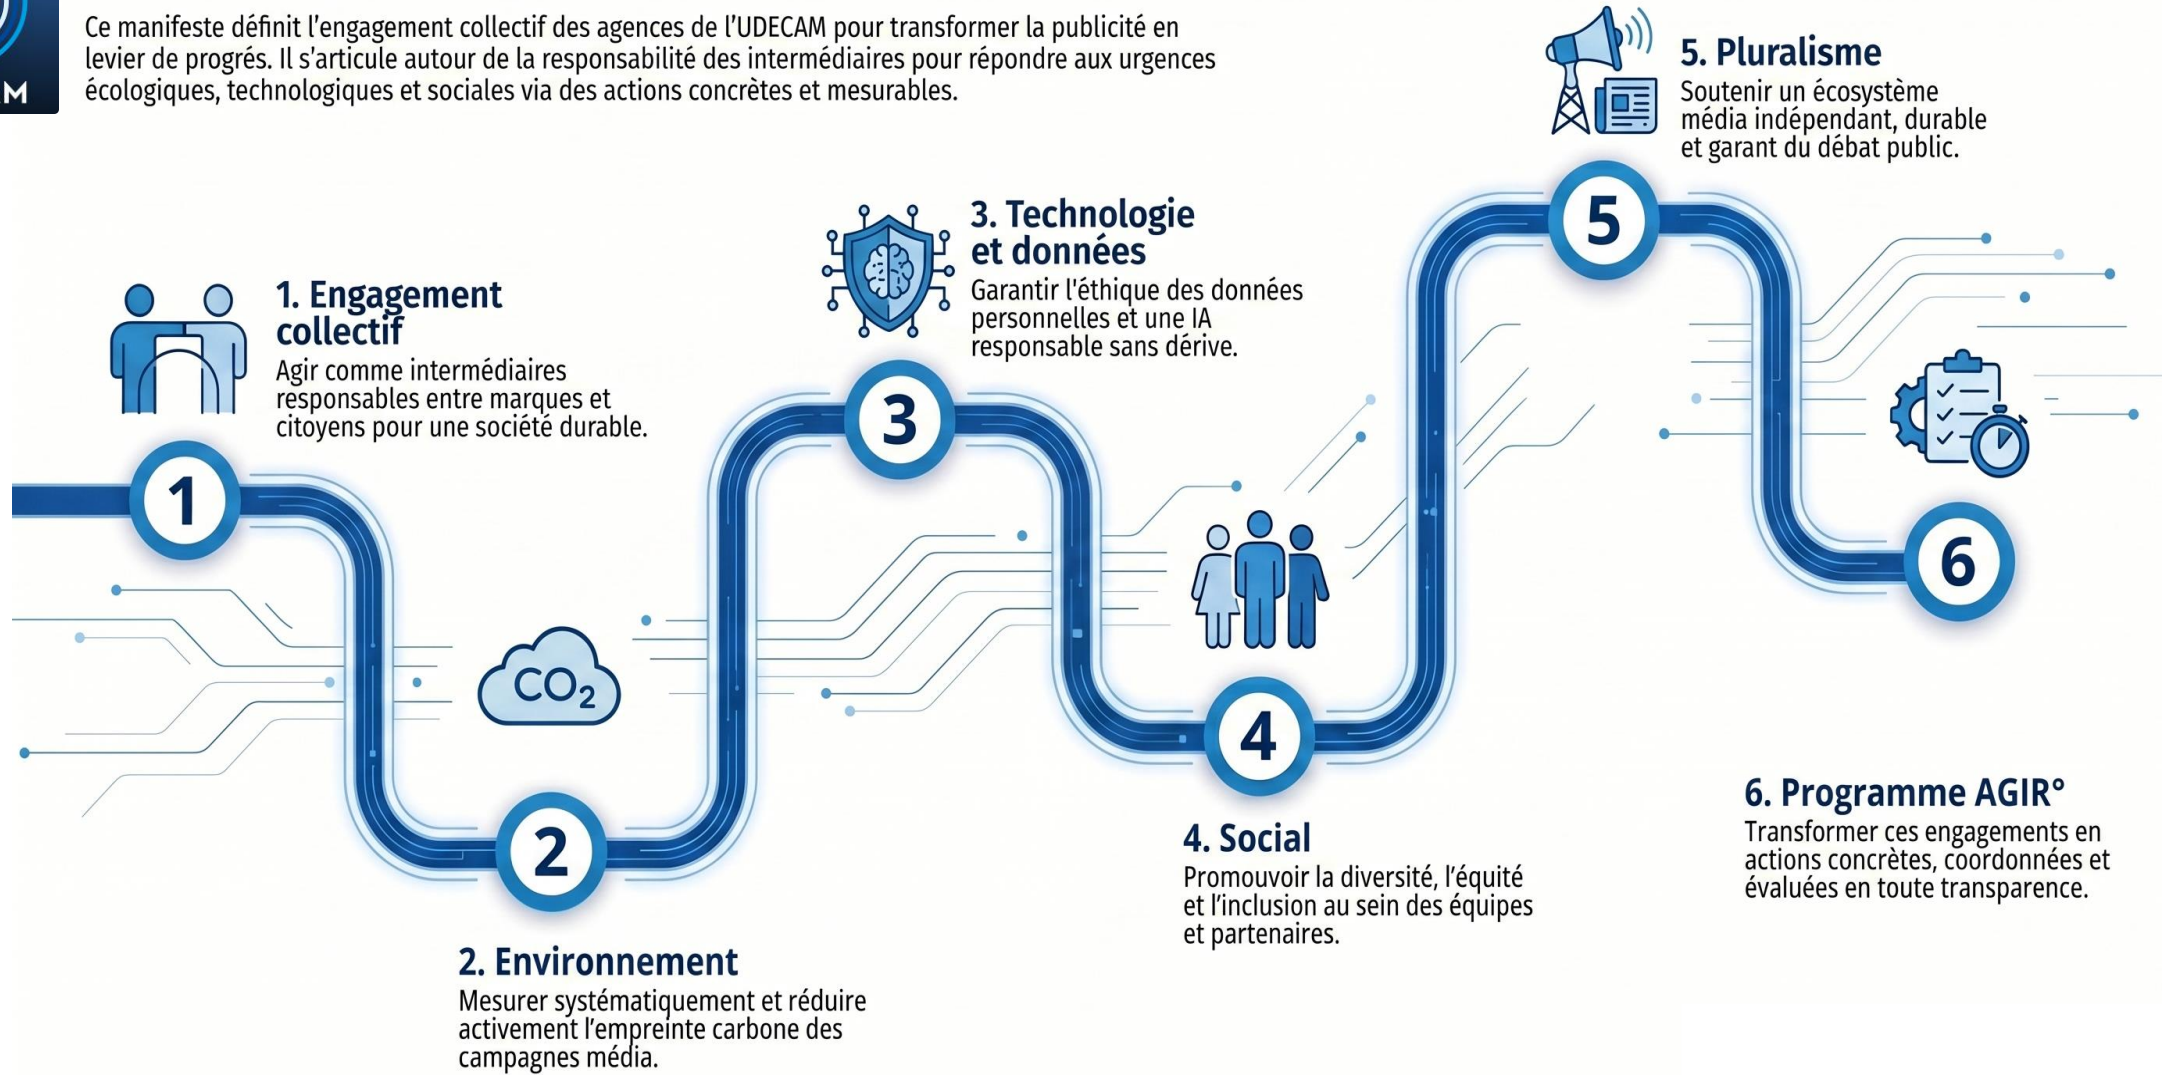 Ce manifeste définit l'engagement collectif des agences de l'UDECAM pour transformer la publicité en
levier de progrés. Il s'articule autour de la responsabilité des intermédiaires pour répondre aux urgences
écologiques, technologiques et sociales via des actions concrètes et mesurables.
M
1. Engagement
collectif
Agir comme intermédiaires
responsables entre marques et
citoyens pour une société durable.
1
CO₂
2
2. Environnement
Mesurer systématiquement et réduire
activement l'empreinte carbone des
campagnes média.
3. Technologie
et données
Garantir l'éthique des données
personnelles et une IA
responsable sans dérive.
3
4
4. Social
Promouvoir la diversité, l'équité
et l'inclusion au sein des équipes
et partenaires.
5. Pluralisme
Soutenir un écosystème
média indépendant, durable
et garant du débat public.
5
6
6. Programme AGIR°
Transformer ces engagements en
actions concrètes, coordonnées et
évaluées en toute transparence.